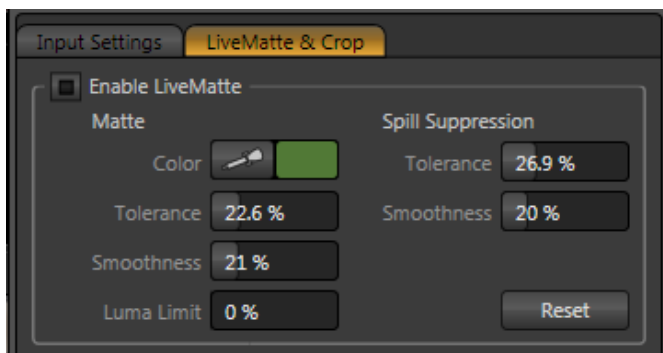 Input Settings LiveMatte & Crop
Enable LiveMatte
Matte Spill Suppression
Color Tolerance 26.9 %
Tolerance 22.6 % Smoothness 20 %
Smoothness 21 %
Luma Limit 0 % Reset